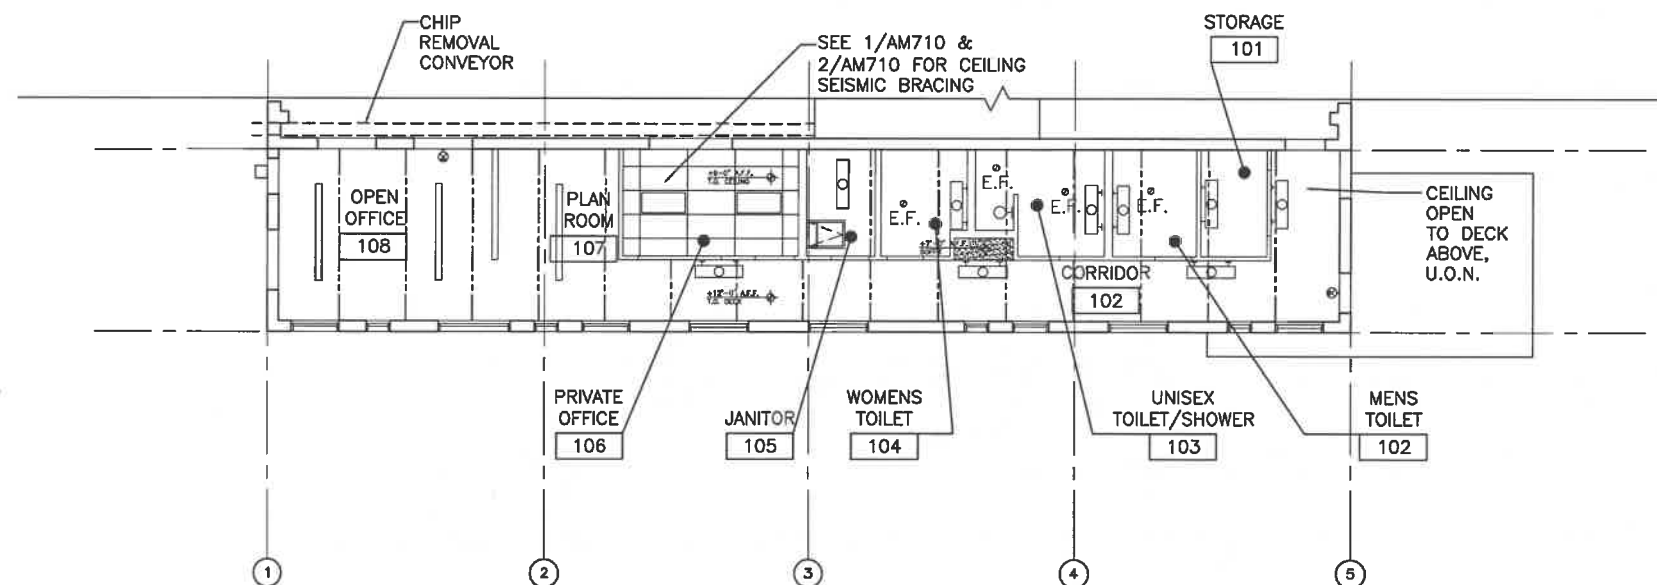 CHIP
REMOVAL
CONVEYOR
SEE 1/AM710 &
2/AM710 FOR CEILING
SEISMIC BRACING
STORAGE
101
OPEN
OFFICE
108
PLAN
ROOM
107
T.O. CEILING
E.F.
E.F.
E.F.
E.F.
CEILING
OPEN
TO DECK
ABOVE,
U.O.N.
CORRIDOR
102
T.O. DECK
PRIVATE
OFFICE
106
JANITOR
105
WOMENS
TOILET
104
UNISEX
TOILET/SHOWER
103
MENS
TOILET
102
1
2
3
4
5